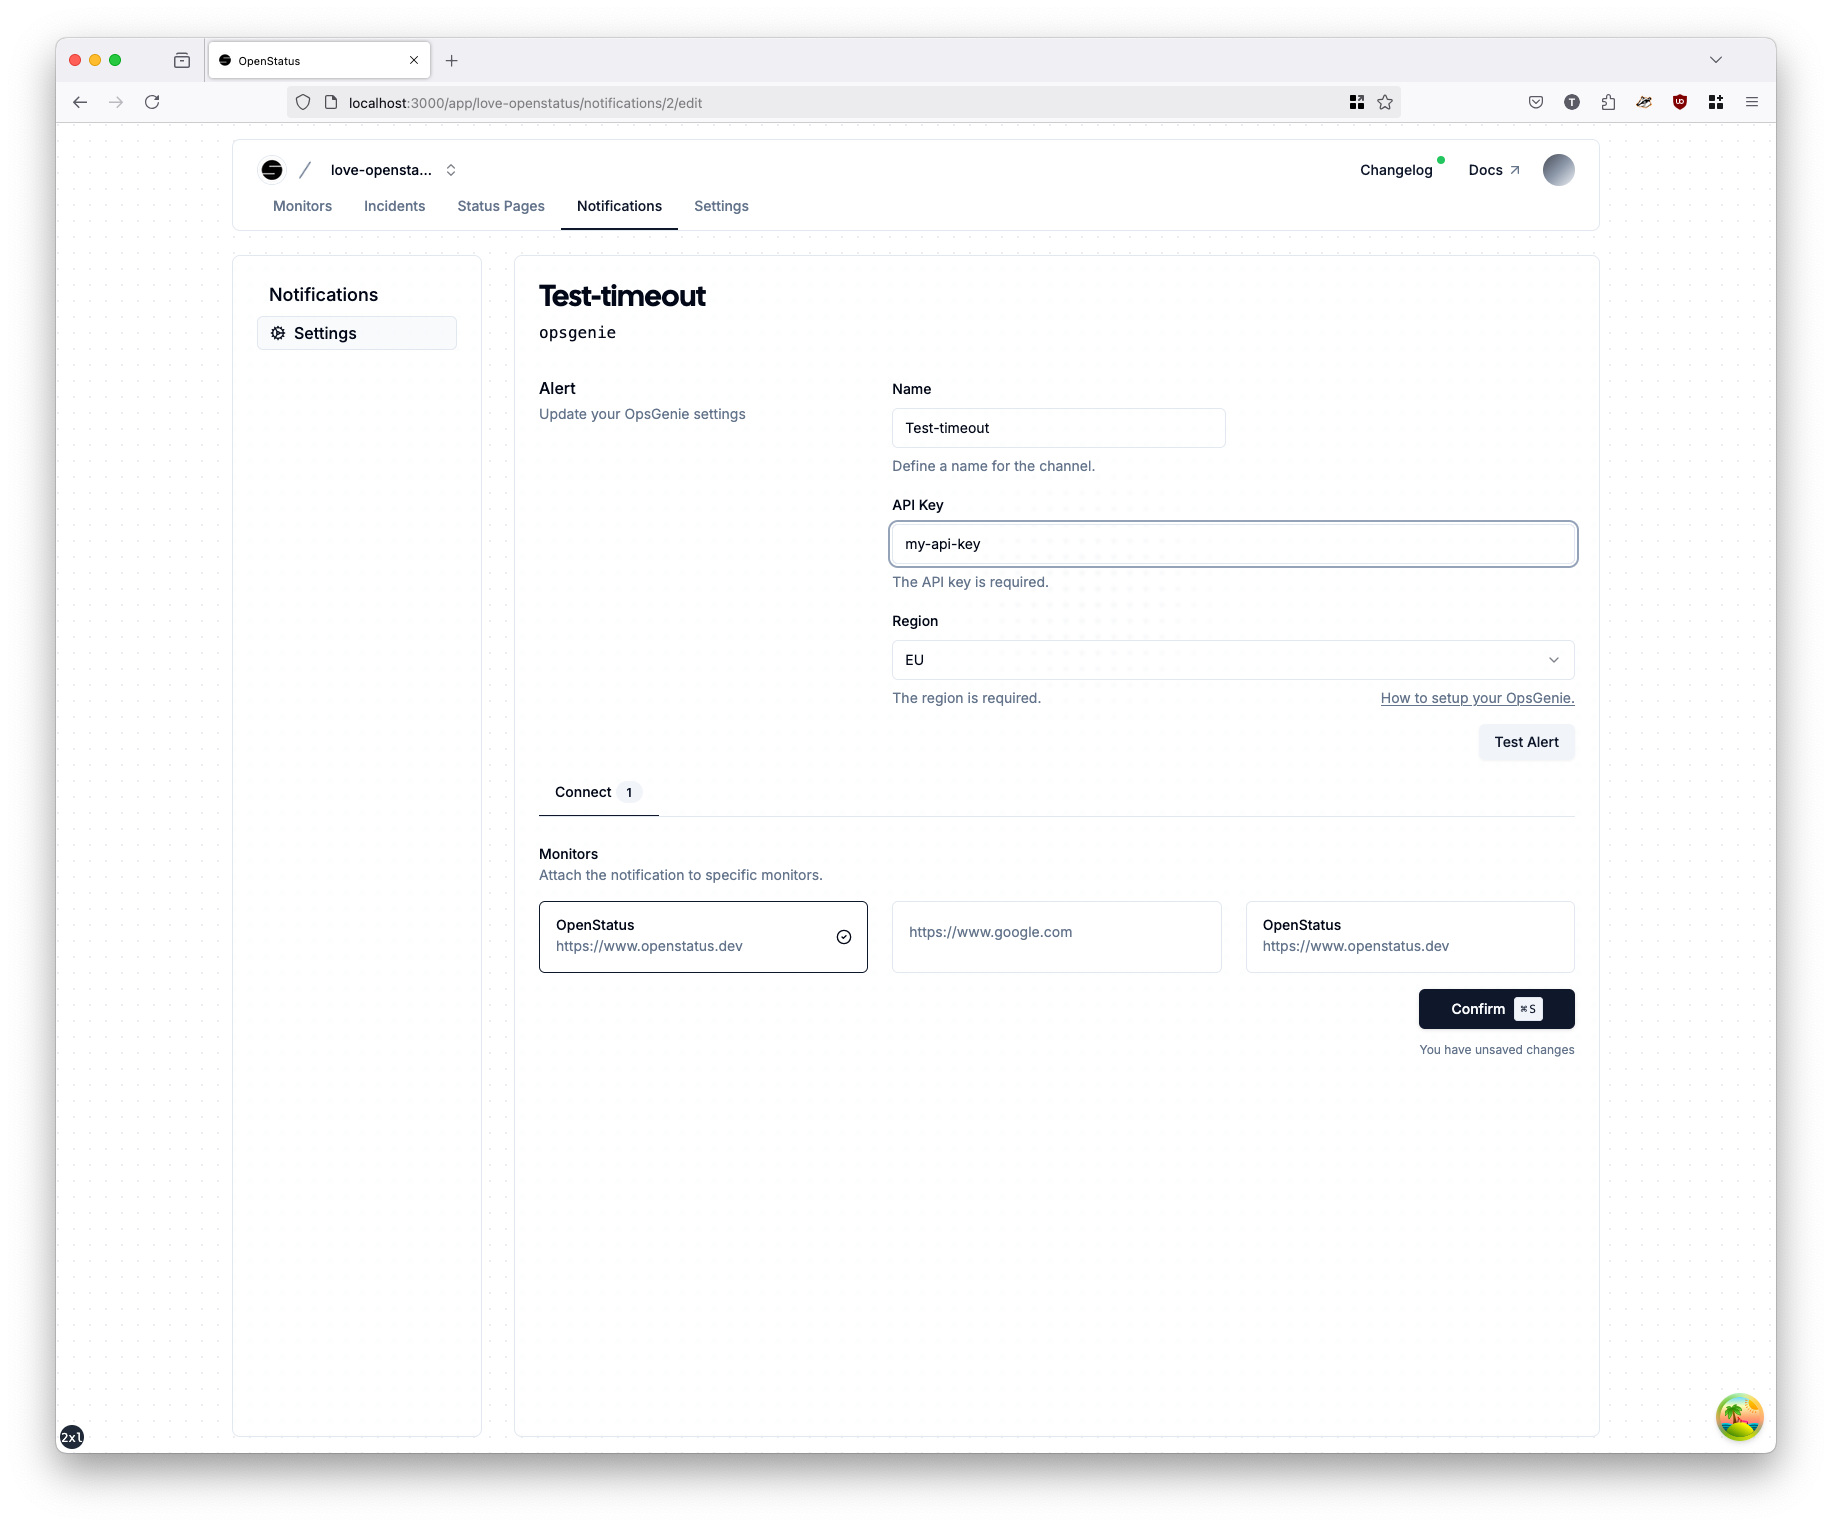 OpenStatus
localhost:3000/app/love-openstatus/notifications/2/edit
T
love-opensta...
Changelog
Docs
Monitors
Incidents
Status Pages
Notifications
Settings
Notifications
Settings
Test-timeout
opsgenie
Alert
Update your OpsGenie settings
Name
Test-timeout
Define a name for the channel.
API Key
my-api-key
The API key is required.
Region
EU
The region is required.
How to setup your OpsGenie.
Test Alert
Connect 1
Monitors
Attach the notification to specific monitors.
OpenStatus
https://www.openstatus.dev
https://www.google.com
OpenStatus
https://www.openstatus.dev
Confirm ⌘S
You have unsaved changes
2xl